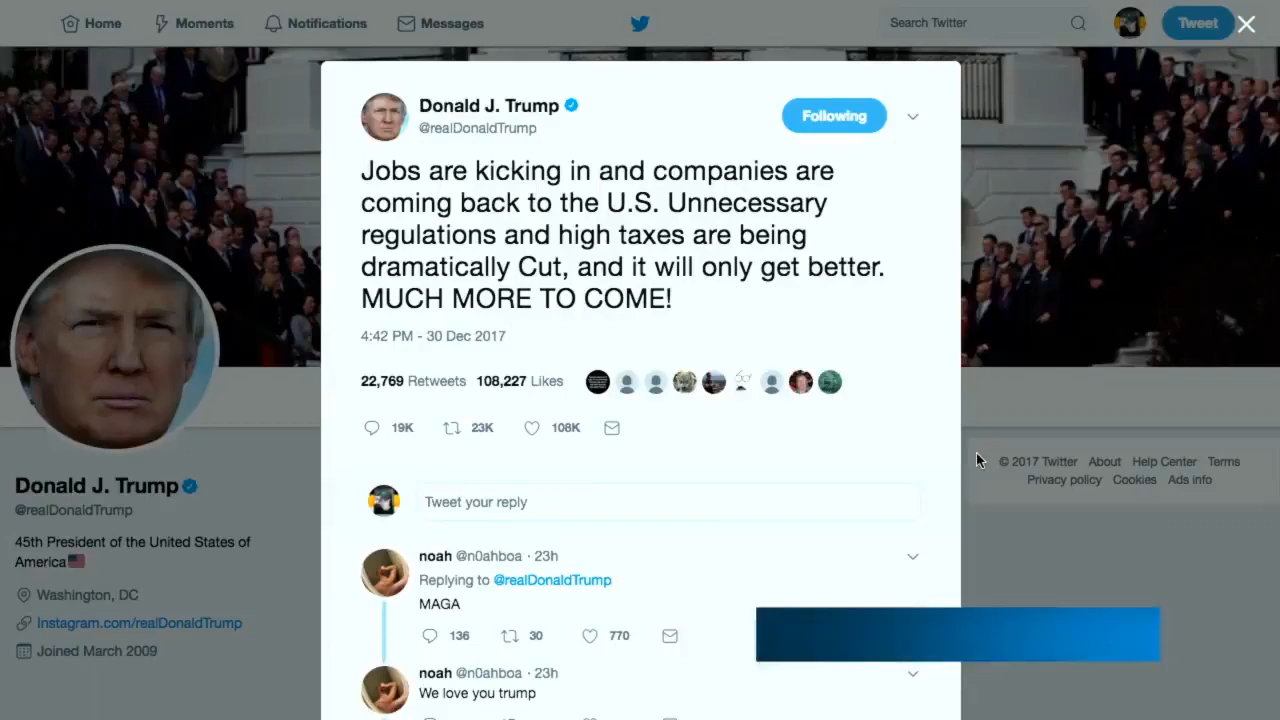 Home Moments Notifications Messages Search Twitter Tweet
Donald J. Trump
@realDonaldTrump
Following
Jobs are kicking in and companies are
coming back to the U.S. Unnecessary
regulations and high taxes are being
dramatically Cut, and it will only get better.
MUCH MORE TO COME!
4:42 PM - 30 Dec 2017
22,769 Retweets 108,227 Likes
19K 23K 108K
Tweet your reply
noah @n0ahboa · 23h
Replying to @realDonaldTrump
MAGA
136 30 770
noah @n0ahboa · 23h
We love you trump
Donald J. Trump
@realDonaldTrump
45th President of the United States of
America
Washington, DC
Instagram.com/realDonaldTrump
Joined March 2009
© 2017 Twitter About Help Center Terms
Privacy policy Cookies Ads info